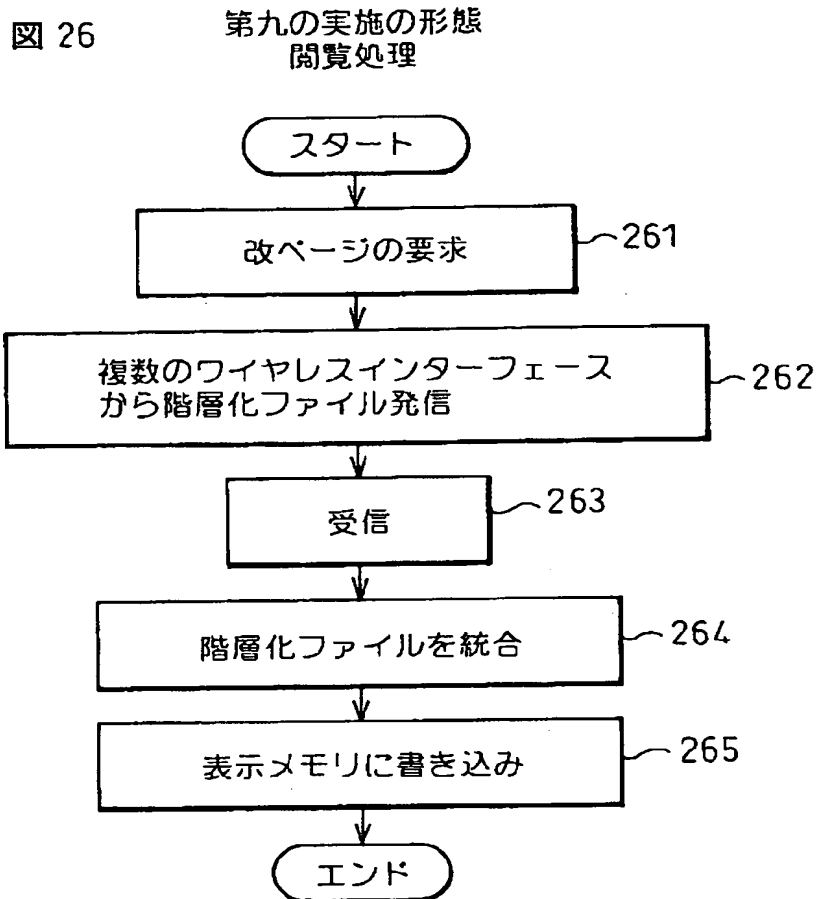 図 26
第九の実施の形態
閲覧処理
スタート
改ページの要求
261
複数のワイヤレスインターフェース
から階層化ファイル発信
262
受信
263
階層化ファイルを統合
264
表示メモリに書き込み
265
エンド